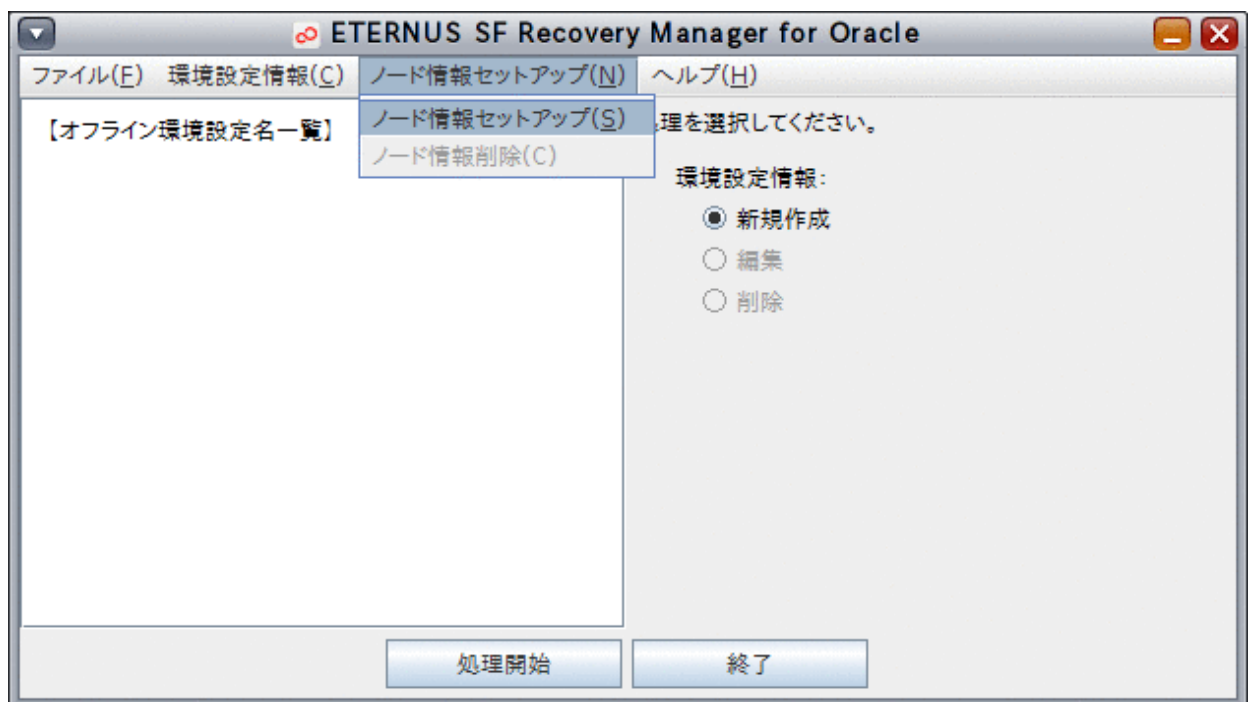 ETERNUS SF Recovery Manager for Oracle
ファイル(F) 環境設定情報(C) ノード情報セットアップ(N) ヘルプ(H)
ノード情報セットアップ(S)
ノード情報削除(C)
【オフライン環境設定名一覧】
理を選択してください。
環境設定情報:
新規作成
編集
削除
処理開始 終了